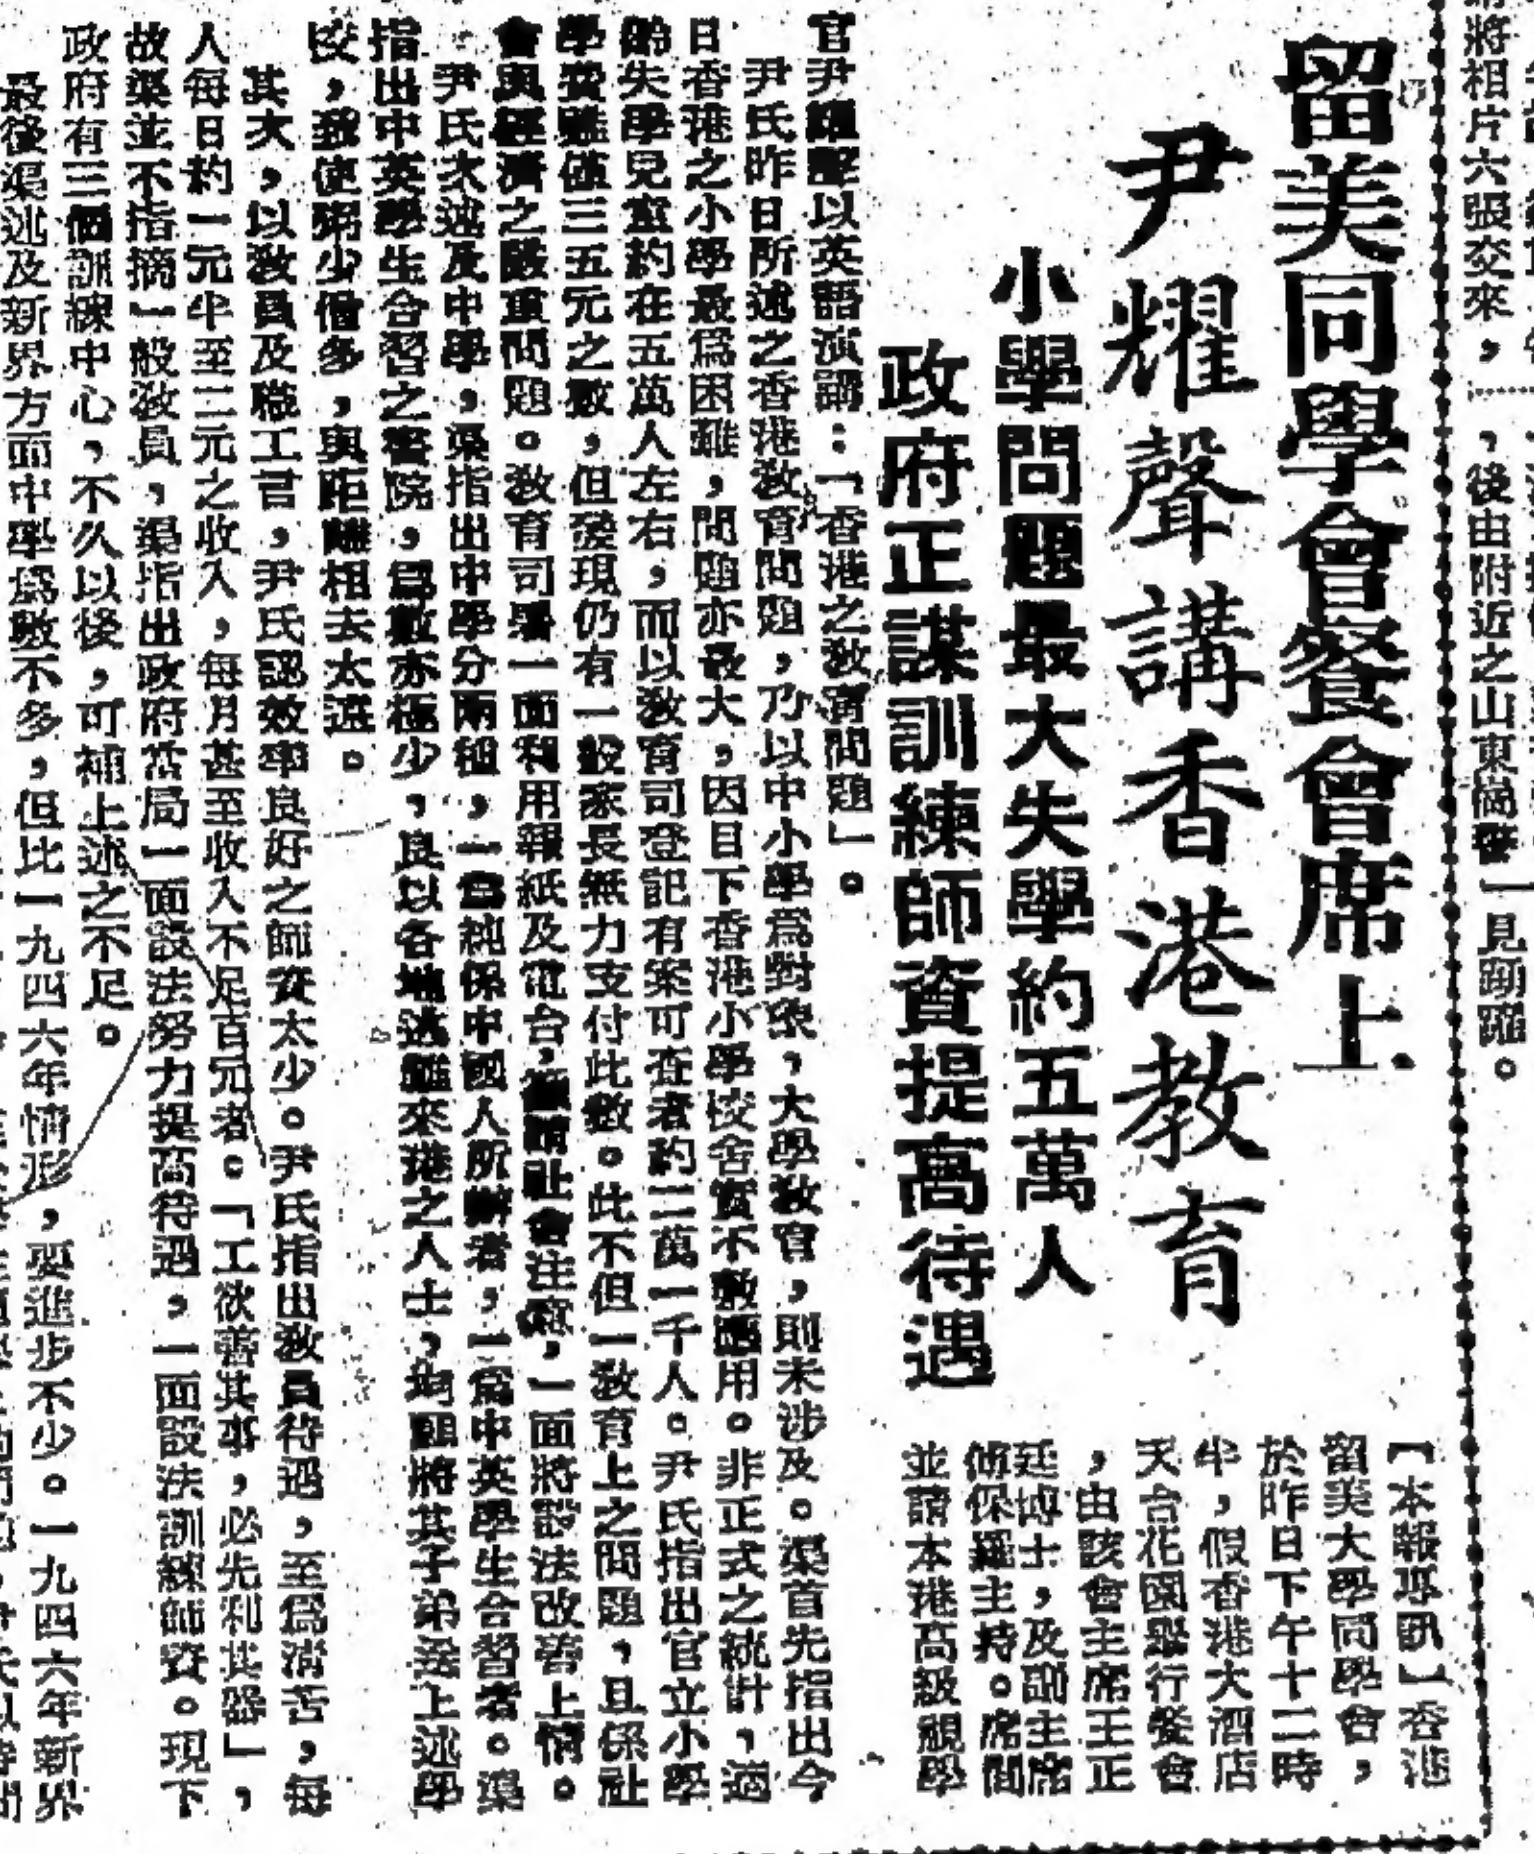 將相片六張交來，
，後由附近之山東
一見踴躍。
留美同學會餐會席上
尹耀聲講香港教育
小學問題最大失學約五萬人
政府正謀訓練師資提高待遇
【本報專訊】香港
留美大學同學會，
於昨日下午十二時
半，假香港大酒店
天台花園舉行餐會
，由該會主席王正
廷博士，及副主席
傅保羅主持。席間
並請本港高級視學
官尹耀聲以英語演講：「香港之教育問題」。
尹氏昨日所述之香港教育問題，乃以中小學為對象，大學教育，則未涉及。渠首先指出今
日香港之小學最為困難，問題亦最大，因目下香港小學校舍實不敷應用。非正式之統計，適
齡失學兒童約在五萬人左右，而以教育司登記有案可查者約二萬一千人。尹氏指出官立小學
學費雖僅三五元之數，但發現仍有一般家長無力支付此數。此不但一教育上之問題，且係社
會與經濟之嚴重問題。教育司署一面利用報紙及電台，籲請社會注意，一面將設法改善上情。
尹氏次述及中學，渠指出中學分兩種，一為純係中國人所辦者，一為中英學生合習者。渠
指出中英學生合習之書院，為數亦極少，良以各地逃難來港之人士，均願將其子弟送上述學
校，致使粥少僧多，與距離相去太遠。
其次，以教員及職工言，尹氏認效率良好之師資太少。尹氏指出教員待遇，至為清苦，每
人每日約一元半至二元之收入，每月甚至收入不足百元者。「工欲善其事，必先利其器」，
故渠並不指摘一般教員，渠指出政府當局一面設法努力提高待遇，一面設法訓練師資。現下
政府有三個訓練中心，不久以後，可補上述之不足。
最後渠述及新界方面中學為數不多，但比一九四六年情形，要進步不少。一九四六年新界